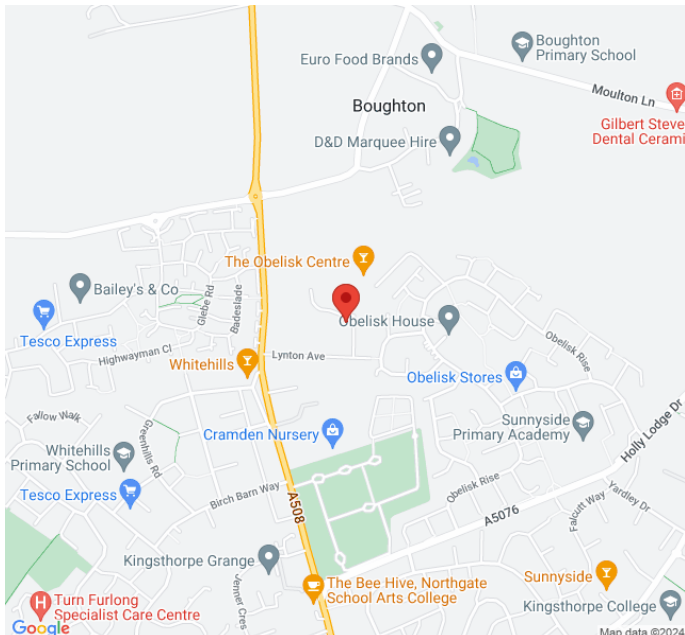 Boughton
Primary School
Euro Food Brands
Moulton Ln
Boughton
Gilbert Steve
Dental Cerami
D&D Marquee Hire
The Obelisk Centre
Bailey's & Co
Glebe Rd
Badeslade
Obelisk House
Tesco Express
Obelisk Rise
Highwayman Cl
Whitehills
Lynton Ave
Obelisk Stores
Fallow Walk
Greenhills Rd
Cramden Nursery
Sunnyside
Primary Academy
Holly Lodge Dr
Whitehills
Primary School
Tesco Express
Birch Barn Way
A508
Obelisk Rise
A5076
Falcutt Way
Yardley Dr
Kingsthorpe Grange
Jenner Cres
The Bee Hive, Northgate
School Arts College
Sunnyside
Turn Furlong
Specialist Care Centre
Kingsthorpe College
Google
Map data ©2024